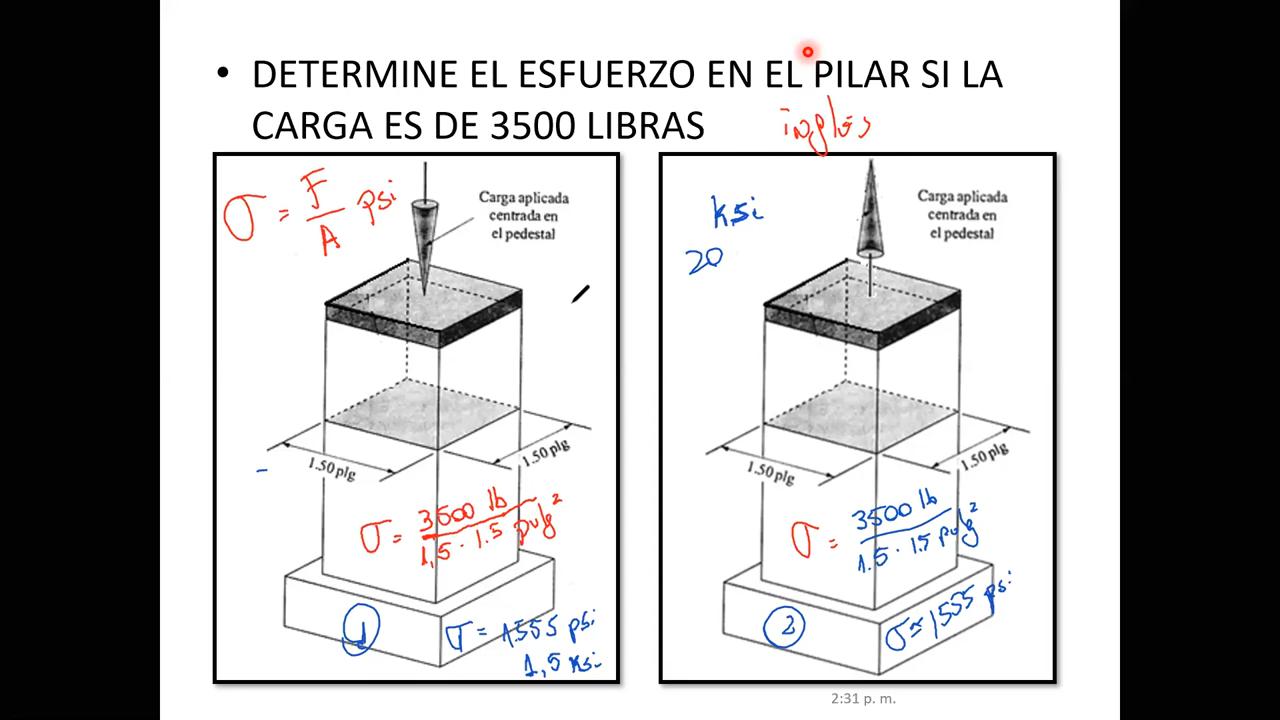 • DETERMINE EL ESFUERZO EN EL PILAR SI LA
CARGA ES DE 3500 LIBRAS
inglés
σ = F/A psi
Carga aplicada
centrada en
el pedestal
1.50 plg
1.50 plg
σ = 3500 lb / 1,5 · 1.5 pulg²
1
σ = 1555 psi
1,5 Ksi
ksi
20
Carga aplicada
centrada en
el pedestal
1.50 plg
1.50 plg
σ = 3500 lb / 1.5 · 1.5 pulg²
2
σ = 1555 psi
2:31 p. m.